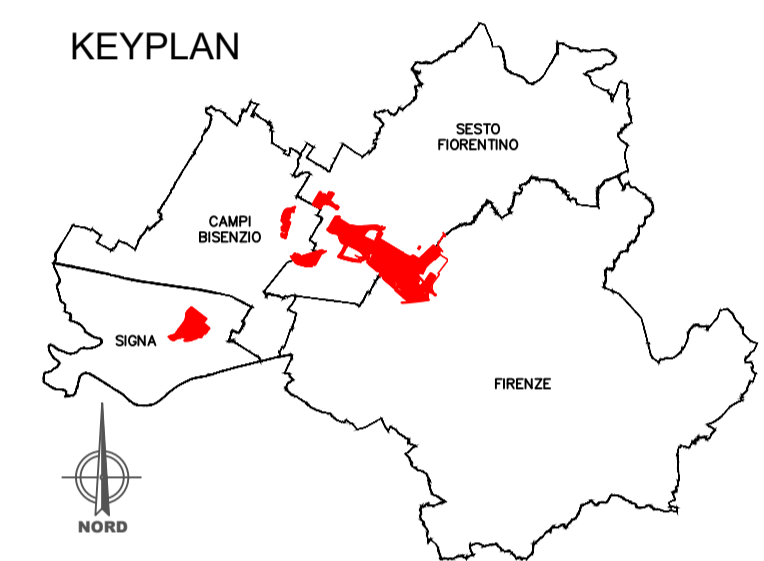 KEYPLAN
SESTO
FIORENTINO
CAMPI
BISENZIO
SIGNA
FIRENZE
NORD